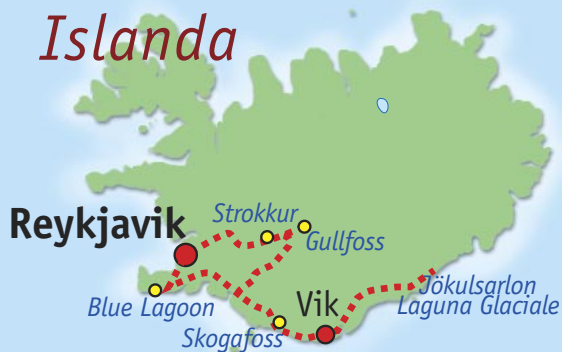 Islanda
Strokkur
Reykjavik
Gullfoss
Jökulsarlon
Laguna Glaciale
Blue Lagoon
Vik
Skogafoss